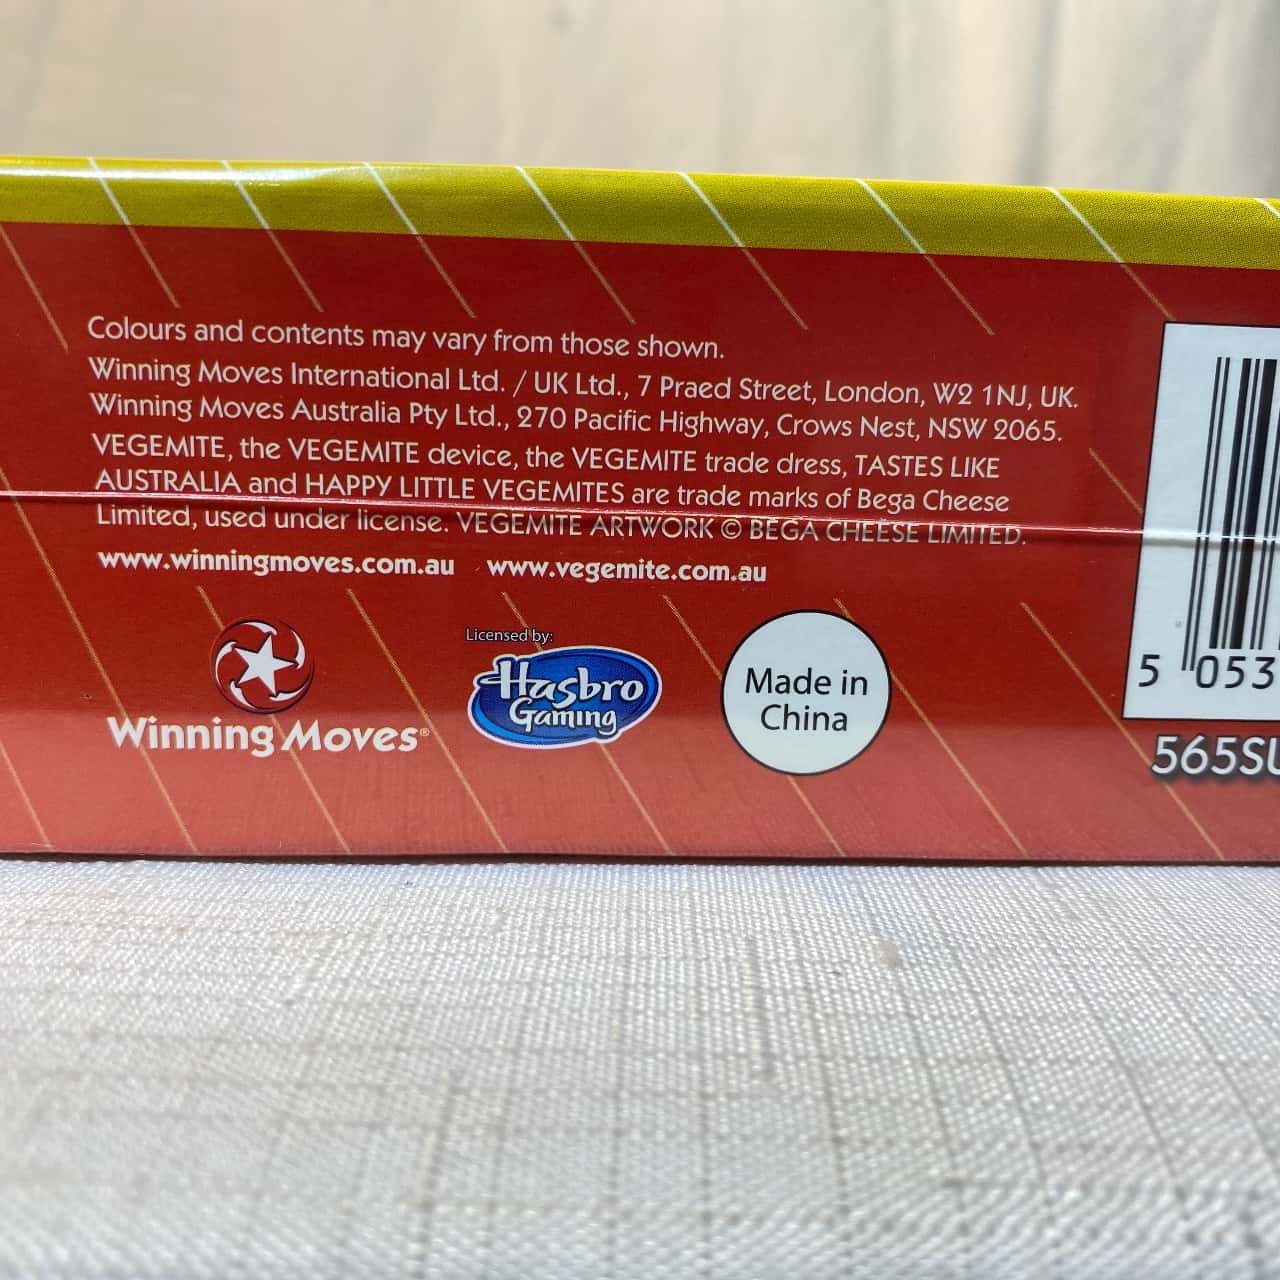 Colours and contents may vary from those shown.
Winning Moves International Ltd. / UK Ltd., 7 Praed Street, London, W2 1NJ, UK.
Winning Moves Australia Pty Ltd., 270 Pacific Highway, Crows Nest, NSW 2065.
VEGEMITE, the VEGEMITE device, the VEGEMITE trade dress, TASTES LIKE
AUSTRALIA and HAPPY LITTLE VEGEMITES are trade marks of Bega Cheese
Limited, used under license. VEGEMITE ARTWORK © BEGA CHEESE LIMITED.
www.winningmoves.com.au www.vegemite.com.au
Winning Moves®
Licensed by:
Hasbro
Gaming
Made in
China
5 053
565SU